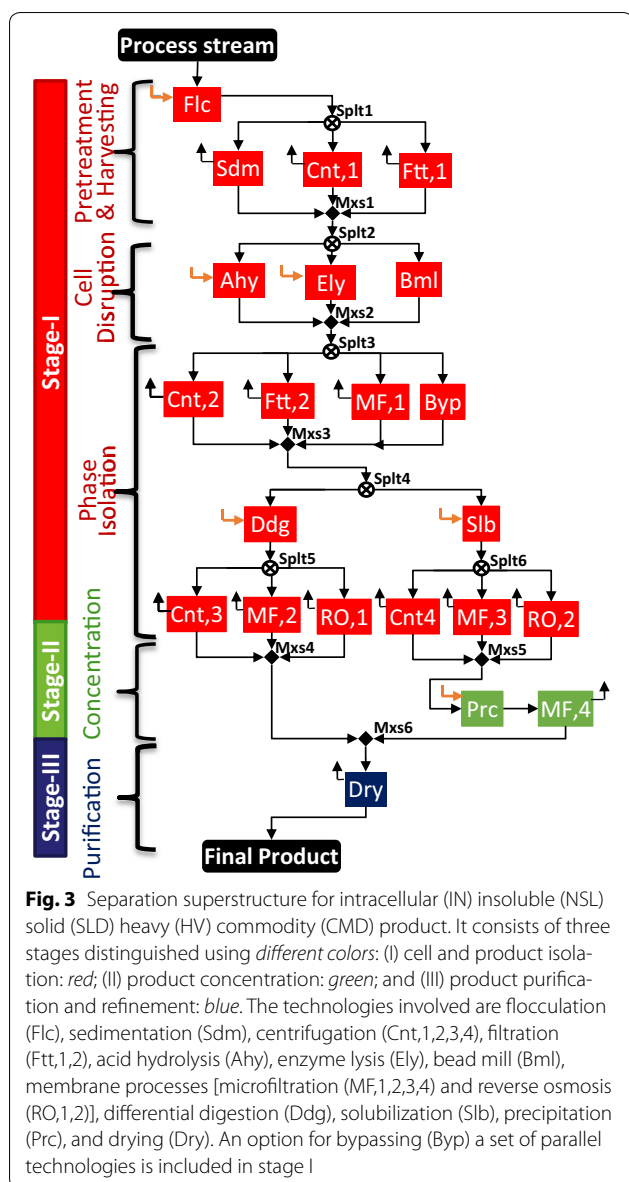 Process stream
Flc
Splt1
Sdm Cnt,1 Ftt,1
Mxs1
Pretreatment
& Harvesting
Splt2
Ahy Ely Bml
Mxs2
Cell
Disruption
Splt3
Cnt,2 Ftt,2 MF,1 Byp
Mxs3
Stage-I
Phase
Isolation
Splt4
Ddg Slb
Splt5 Splt6
Cnt,3 MF,2 RO,1 Cnt4 MF,3 RO,2
Mxs4 Mxs5
Stage-II
Concentration
Prc MF,4
Mxs6
Stage-III
Purification
Dry
Final Product
Fig. 3 Separation superstructure for intracellular (IN) insoluble (NSL)
solid (SLD) heavy (HV) commodity (CMD) product. It consists of three
stages distinguished using different colors: (I) cell and product isola-
tion: red; (II) product concentration: green; and (III) product purifica-
tion and refinement: blue. The technologies involved are flocculation
(Flc), sedimentation (Sdm), centrifugation (Cnt,1,2,3,4), filtration
(Ftt,1,2), acid hydrolysis (Ahy), enzyme lysis (Ely), bead mill (Bml),
membrane processes [microfiltration (MF,1,2,3,4) and reverse osmosis
(RO,1,2)], differential digestion (Ddg), solubilization (Slb), precipitation
(Prc), and drying (Dry). An option for bypassing (Byp) a set of parallel
technologies is included in stage I